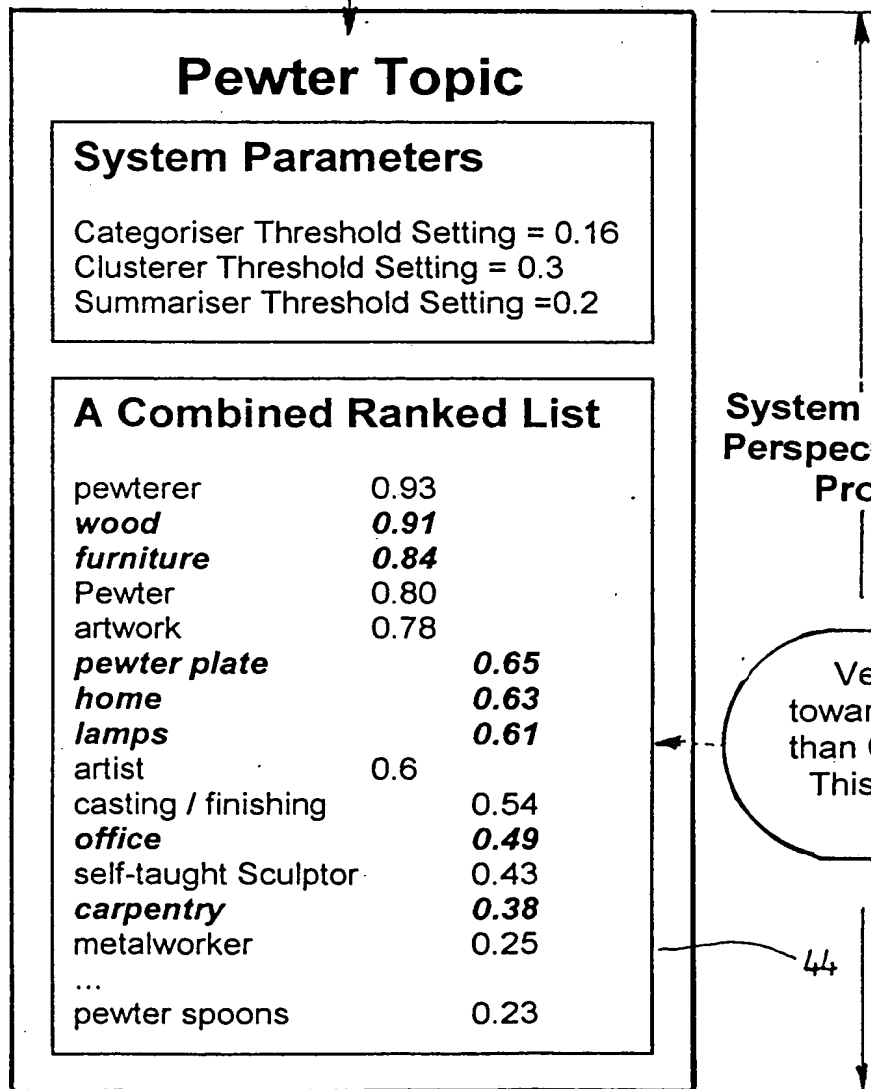 Pewter Topic
System Parameters
Categoriser Threshold Setting = 0.16
Clusterer Threshold Setting = 0.3
Summariser Threshold Setting =0.2
A Combined Ranked List
pewterer 0.93
wood 0.91
furniture 0.84
Pewter 0.80
artwork 0.78
pewter plate 0.65
home 0.63
lamps 0.61
artist 0.6
casting / finishing 0.54
office 0.49
self-taught Sculptor 0.43
carpentry 0.38
metalworker 0.25
...
pewter spoons 0.23
System
than
This
44